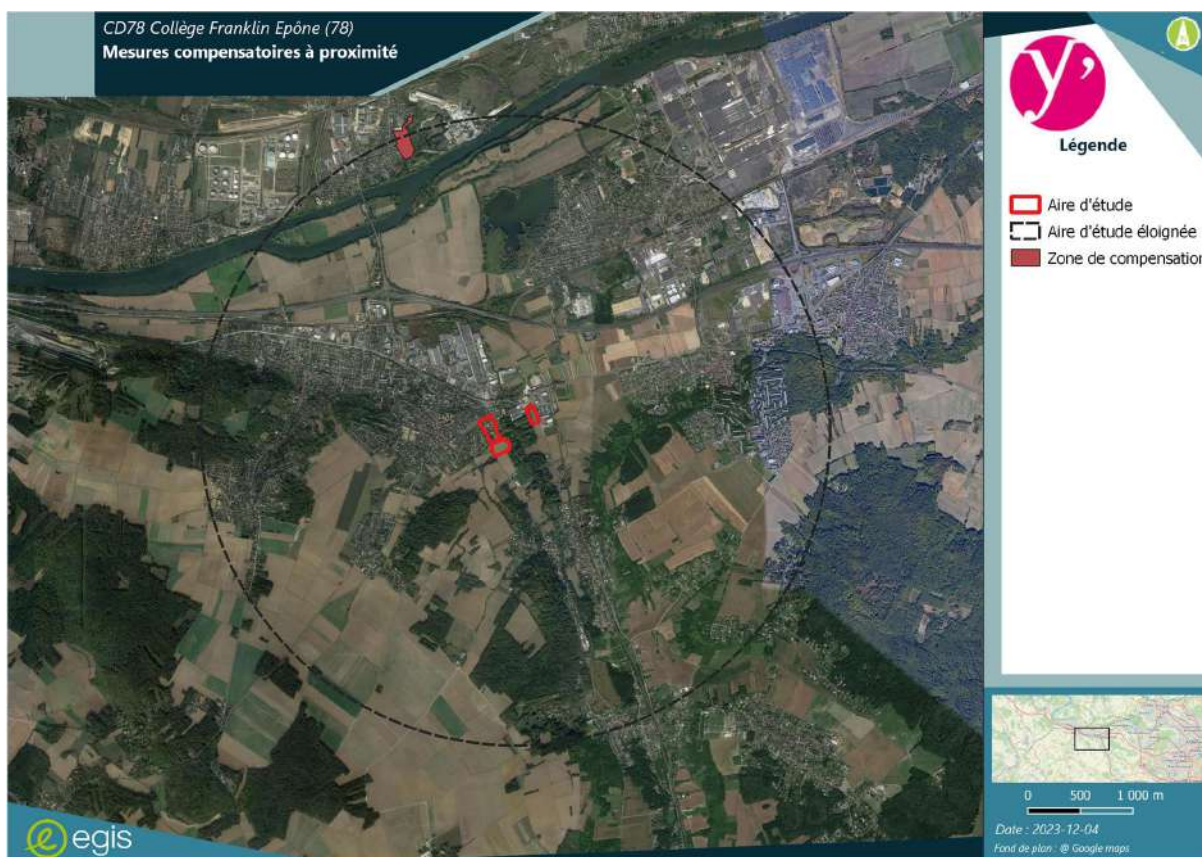 CD78 Collège Franklin Epône (78)
Mesures compensatoires à proximité
y'
Légende
Aire d'étude
Aire d'étude éloignée
Zone de compensation
0 500 1 000 m
Date : 2023-12-04
Fond de plan : @ Google maps
egis